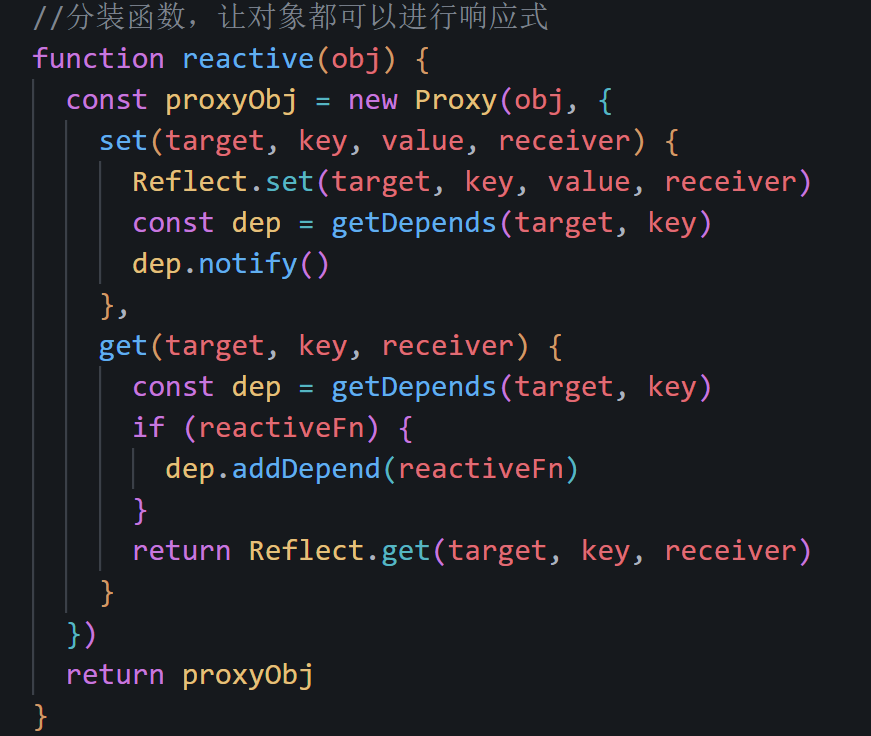 //分装函数，让对象都可以进行响应式
function reactive(obj) {
  const proxyObj = new Proxy(obj, {
    set(target, key, value, receiver) {
      Reflect.set(target, key, value, receiver)
      const dep = getDepends(target, key)
      dep.notify()
    },
    get(target, key, receiver) {
      const dep = getDepends(target, key)
      if (reactiveFn) {
        dep.addDepend(reactiveFn)
      }
      return Reflect.get(target, key, receiver)
    }
  })
  return proxyObj
}